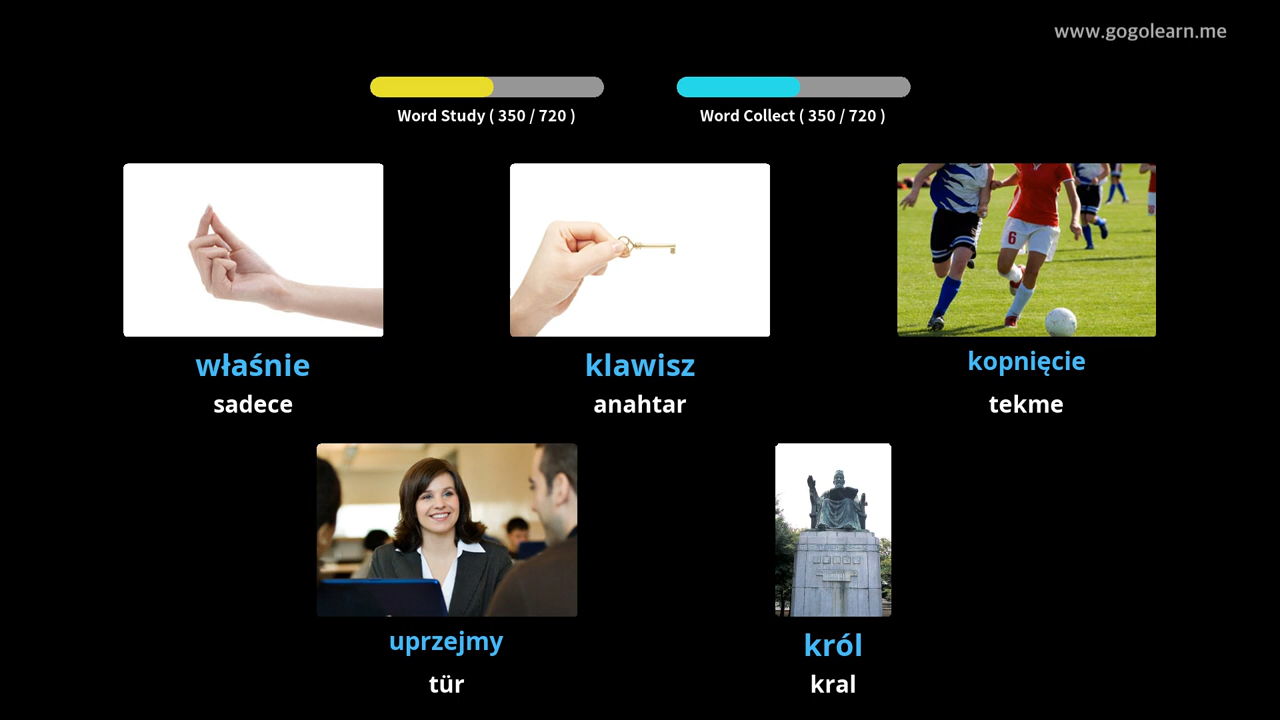 www.gogolearn.me
Word Study ( 350 / 720 )
Word Collect ( 350 / 720 )
właśnie
sadece
klawisz
anahtar
6
kopnięcie
tekme
uprzejmy
tür
król
kral